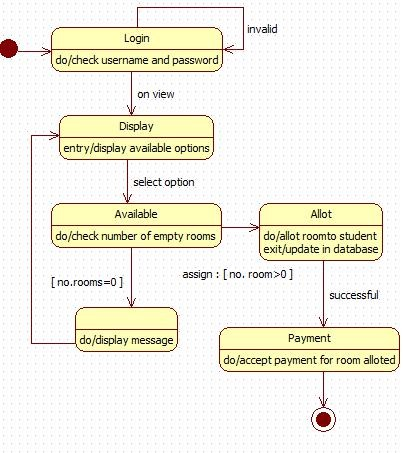 Login
invalid
do/check username and password
on view
Display
entry/display available options
select option
Available
do/check number of empty rooms
Allot
do/allot roomto student
exit/update in database
[ no.rooms=0 ]
assign : [ no. room>0 ]
successful
do/display message
Payment
do/accept payment for room alloted